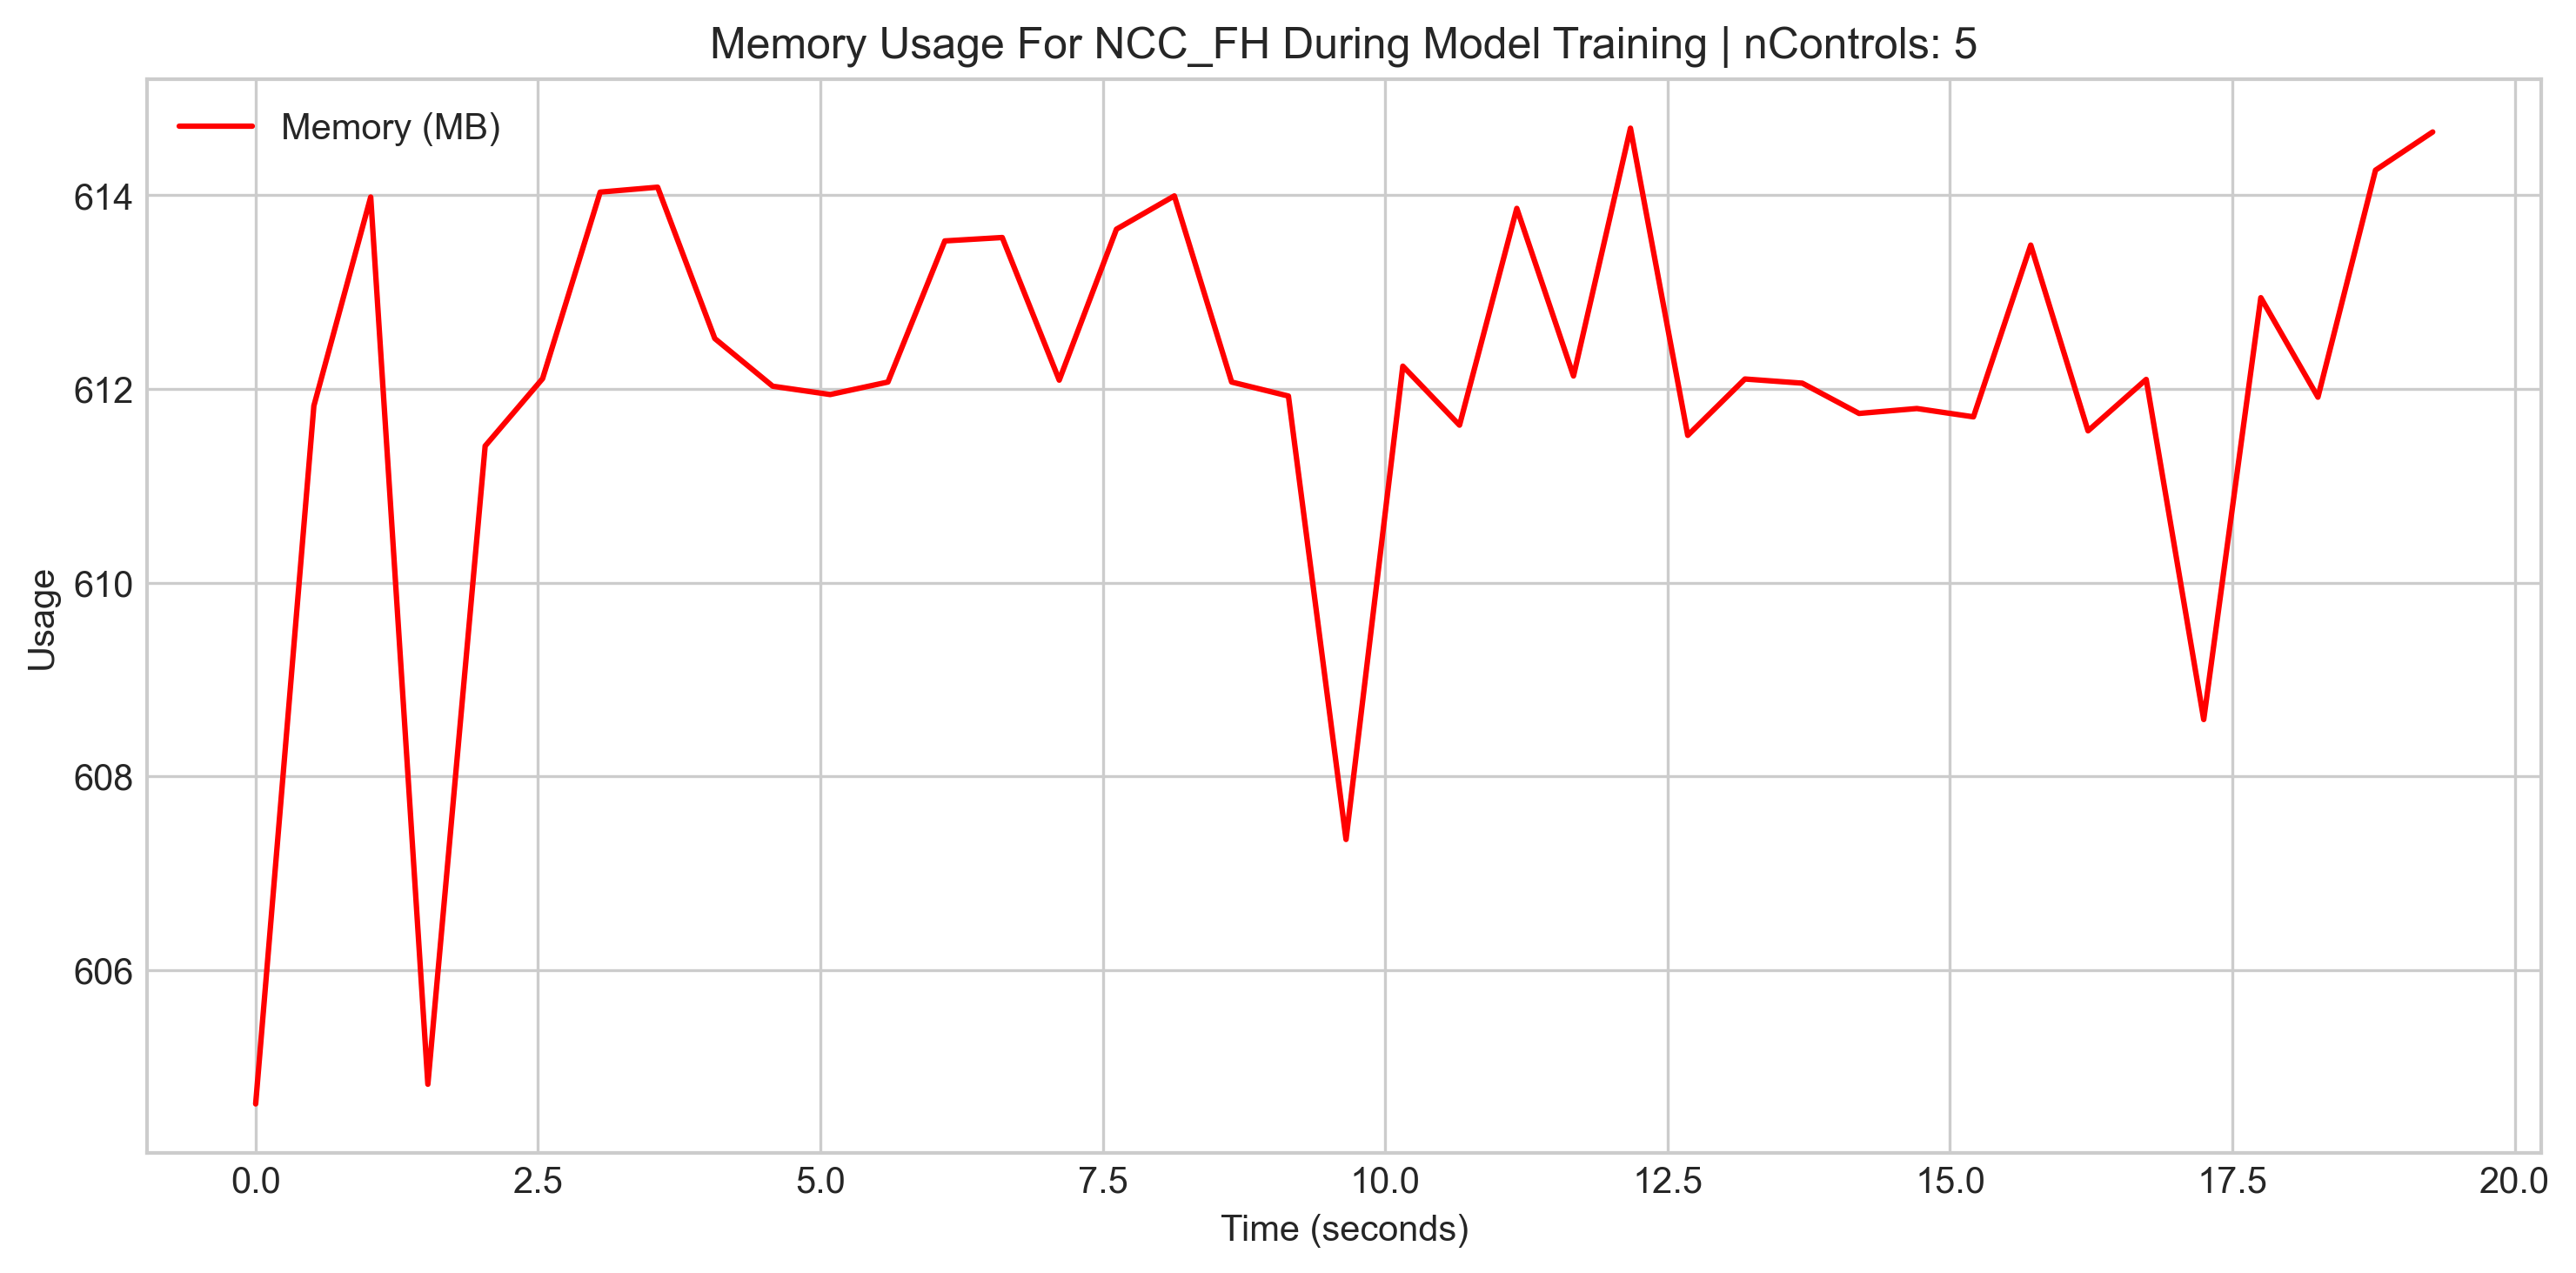 Memory Usage For NCC_FH During Model Training | nControls: 5
Memory (MB)
614
612
610
608
606
Usage
0.0 2.5 5.0 7.5 10.0 12.5 15.0 17.5 20.0
Time (seconds)